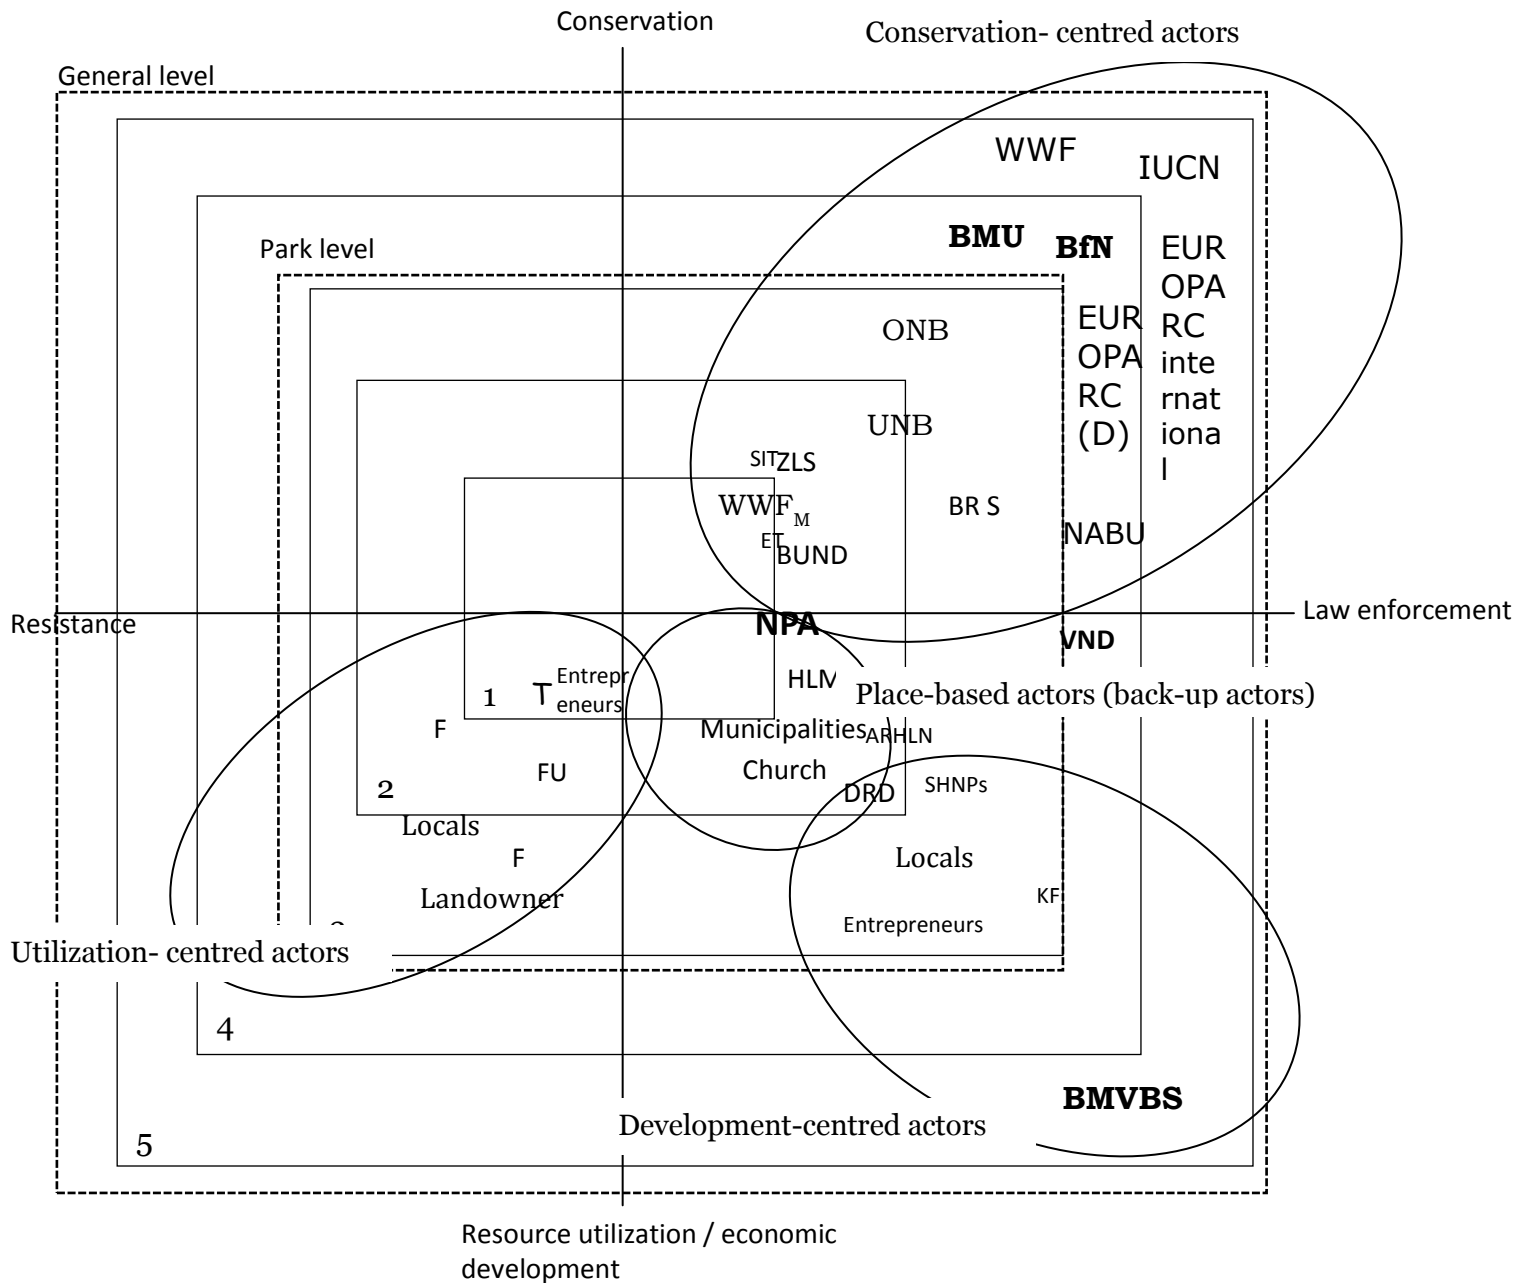 Conservation
Conservation- centred actors
General level
WWF
IUCN
BMU
BfN
Park level
EUR
OPA
RC
inte
rnat
iona
l
EUR
OPA
RC
(D)
ONB
UNB
SIT
ZLS
WWF
M
BR S
ET
BUND
NABU
Resistance
NPA
Law enforcement
VND
1
T
Entrepr
eneurs
HLM
Place-based actors (back-up actors)
F
Municipalities
ARHLN
FU
Church
2
DRD
SHNPs
Locals
F
Locals
Landowner
KF
Entrepreneurs
Utilization- centred actors
4
BMVBS
Development-centred actors
5
Resource utilization / economic
development